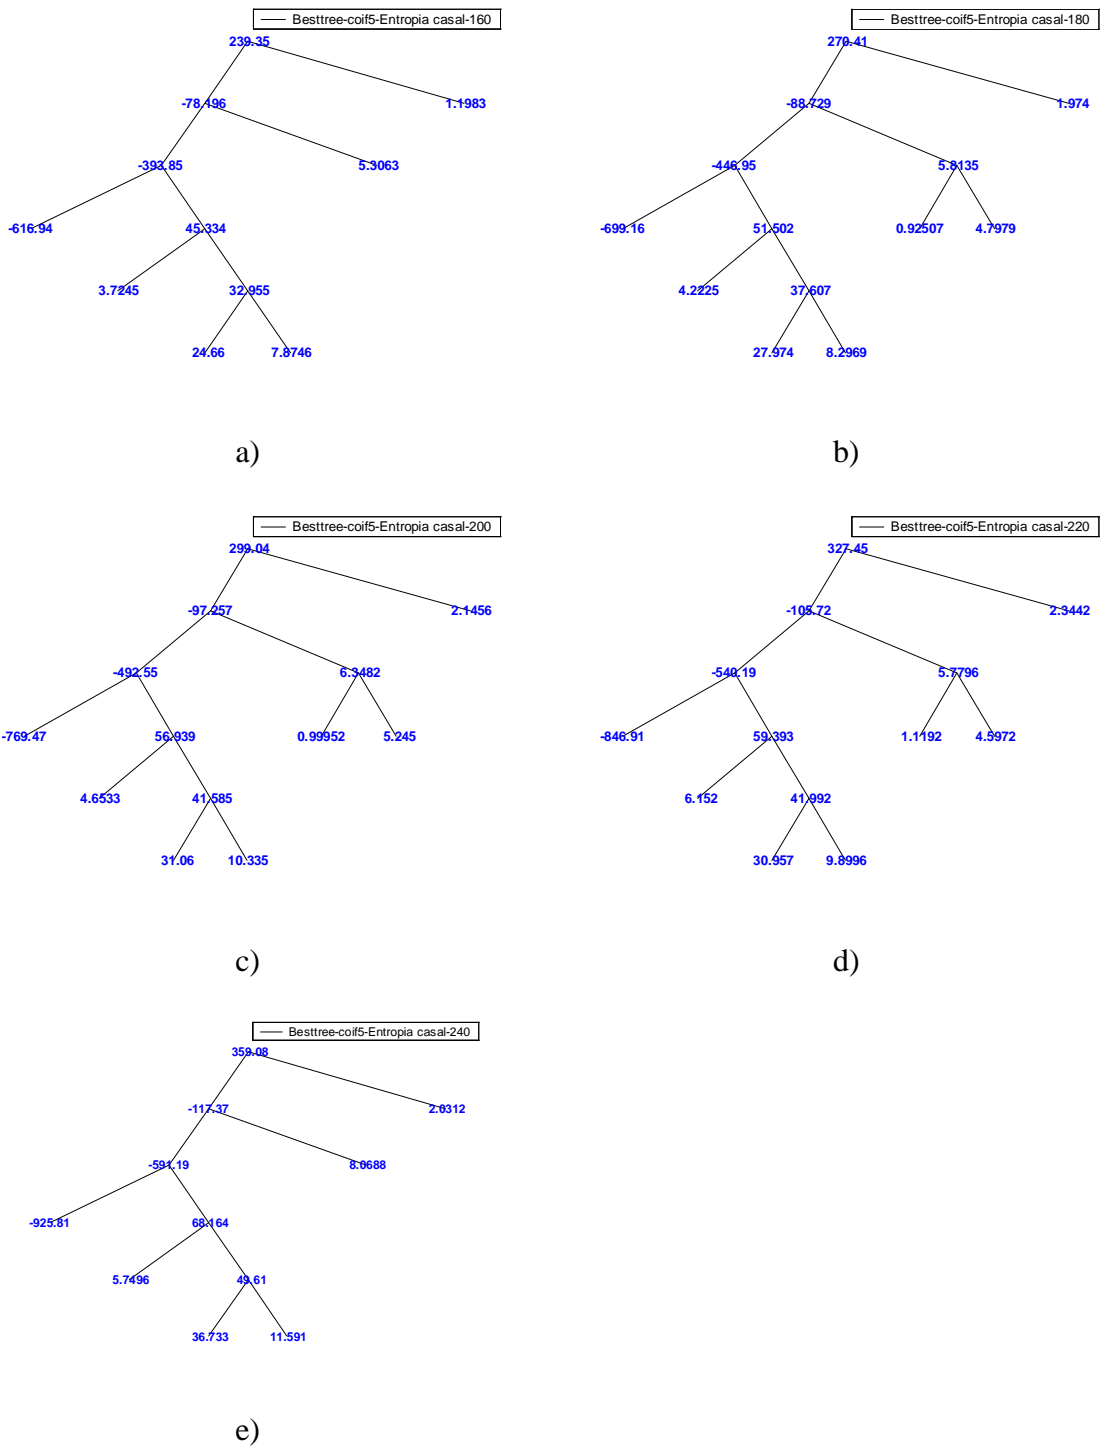 Besttree-coif5-Entropia casal-160
239.35
-78.196 1.1983
-393.85 5.3063
-616.94 45.334
3.7245 32.955
24.66 7.8746
a)
Besttree-coif5-Entropia casal-180
270.41
-88.729 1.974
-446.95 5.8135
-699.16 51.502 0.92507 4.7979
4.2225 37.607
27.974 8.2969
b)
Besttree-coif5-Entropia casal-200
299.04
-97.257 2.1456
-492.55 6.3482
-769.47 56.939 0.99952 5.245
4.6533 41.585
31.06 10.335
c)
Besttree-coif5-Entropia casal-220
327.45
-105.72 2.3442
-540.19 5.7796
-846.91 59.393 1.1192 4.5972
6.152 41.992
30.957 9.8996
d)
Besttree-coif5-Entropia casal-240
359.08
-117.37 2.0312
-591.19 8.0688
-925.81 68.164
5.7496 49.61
36.733 11.591
e)